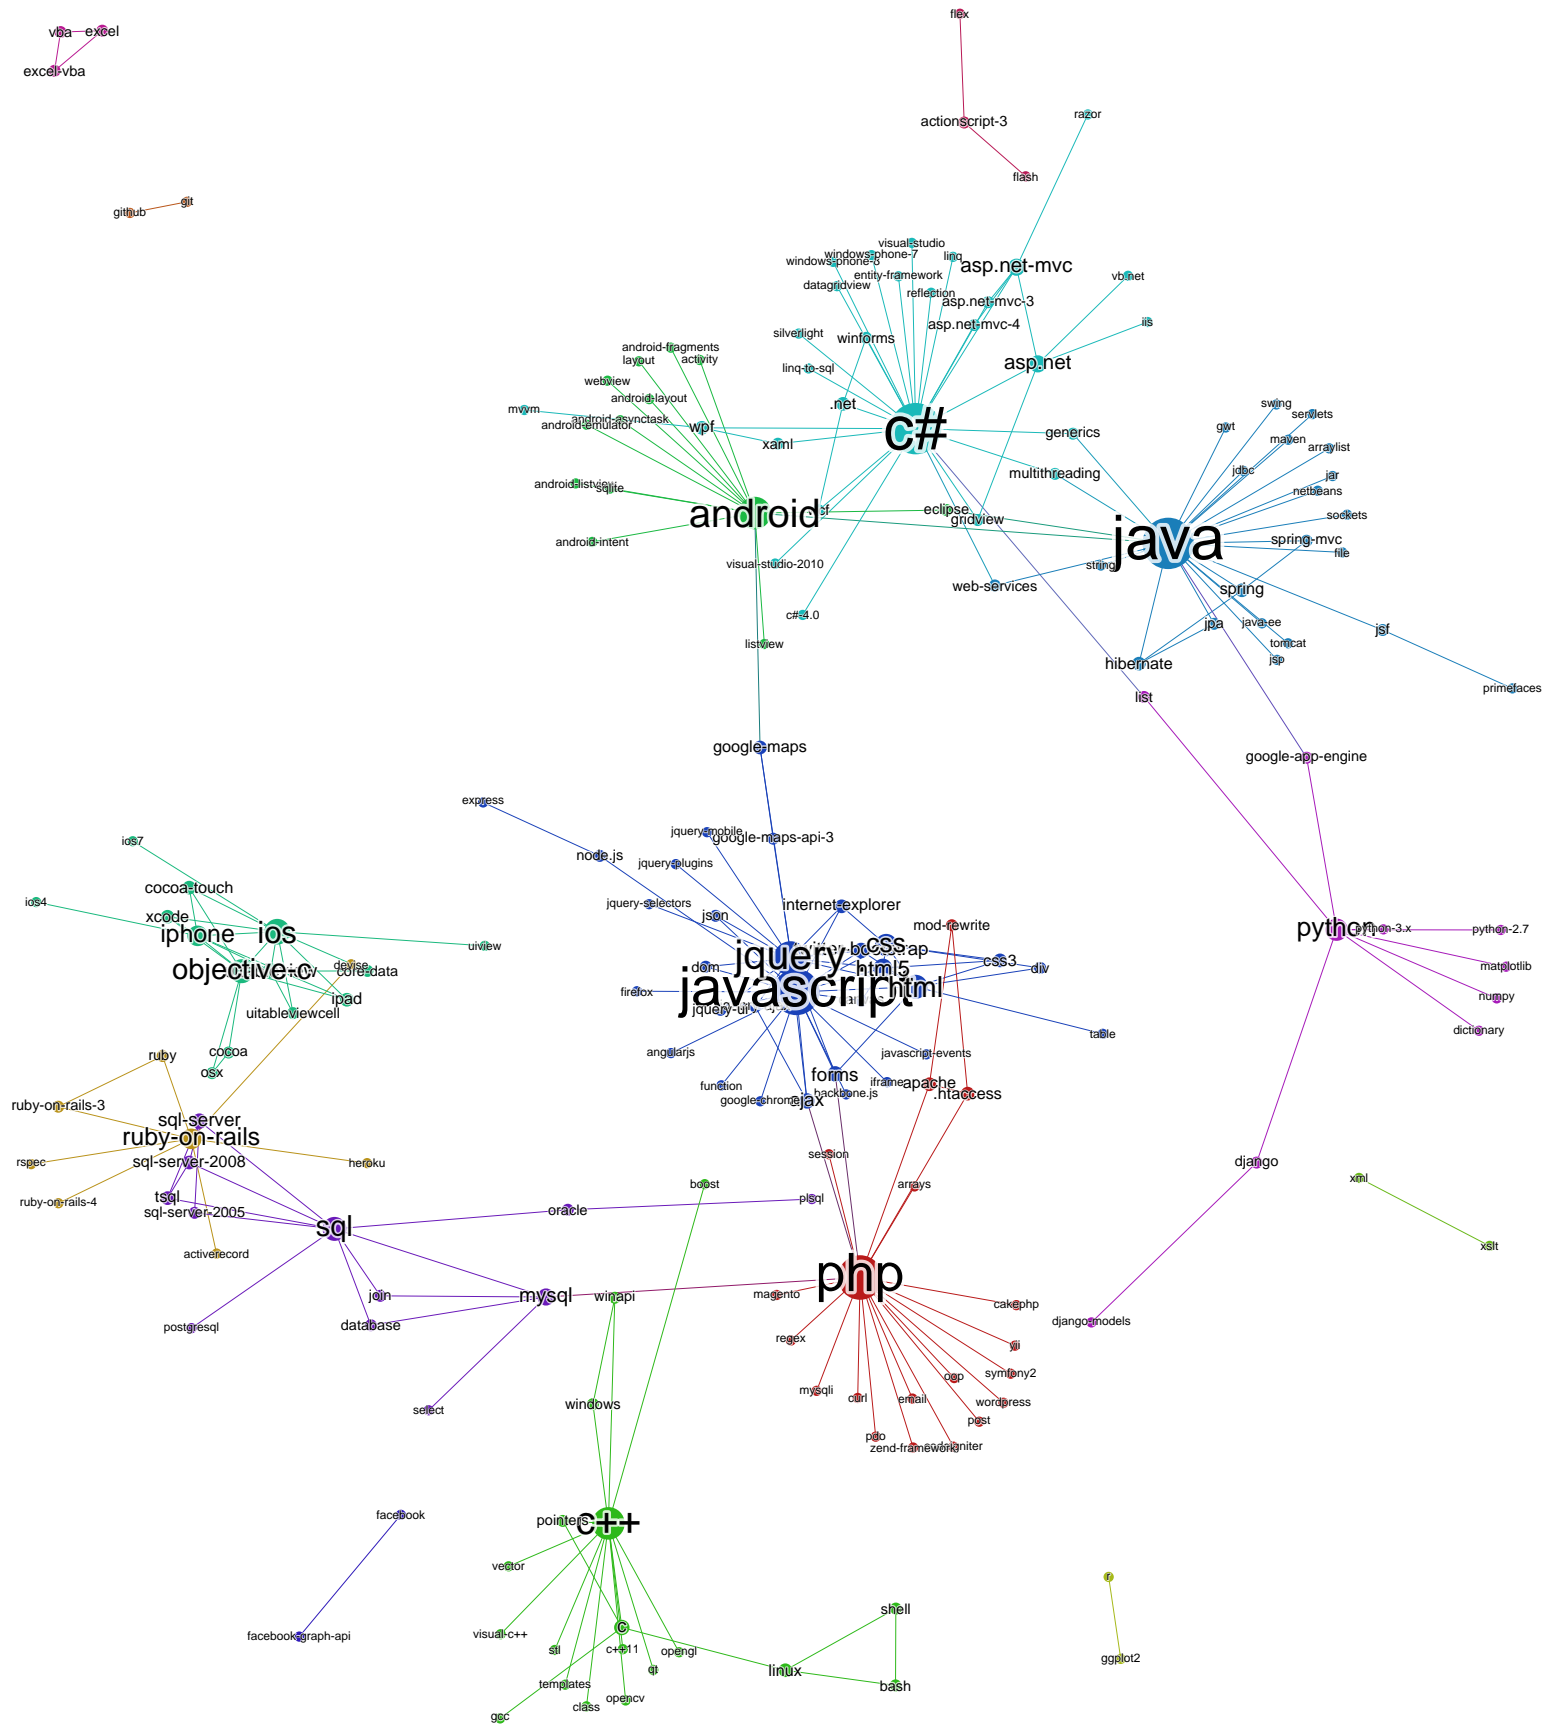 flex
vba
excel
excel-vba
actionscript-3
razor
flash
git
github
visual-studio
windows-phone-7
linq
windows-phone-8
asp.net-mvc
entity-framework
vb.net
datagridview
reflection
asp.net-mvc-3
asp.net-mvc-4
iis
silverlight
winforms
android-fragments
layout
activity
asp.net
linq-to-sql
webview
android-layout
.net
mvvm
swing
servlets
android-asynctask
android-emulator
wpf
c#
gwt
generics
xaml
maven
arraylist
multithreading
jdbc
jar
android-listview
sqlite
netbeans
android
eclipse
gridview
sockets
java
spring-mvc
android-intent
file
visual-studio-2010
string
web-services
spring
c#-4.0
jpa
java-ee
jsf
listview
tomcat
hibernate
jsp
primefaces
list
google-maps
google-app-engine
express
jquery-mobile
google-maps-api-3
ios7
node.js
jquery-plugins
cocoa-touch
ios4
jquery-selectors
internet-explorer
xcode
json
mod-rewrite
iphone
ios
python
python-3.x
python-2.7
uiview
css
jquery
devise
css3
objective-c
core-data
dom
html5
div
matplotlib
firefox
javascript
html
ipad
numpy
uitableviewcell
jquery-ui
dictionary
table
cocoa
ruby
angularjs
javascript-events
osx
forms
iframe
apache
function
backbone.js
.htaccess
ruby-on-rails-3
google-chrome
ajax
sql-server
ruby-on-rails
session
rspec
sql-server-2008
heroku
django
xml
boost
arrays
tsql
ruby-on-rails-4
plsql
sql-server-2005
oracle
sql
xslt
activerecord
php
magento
join
mysql
winapi
cakephp
postgresql
database
django-models
regex
yii
symfony2
oop
mysqli
curl
email
wordpress
windows
select
post
pdo
zend-framework
codeigniter
facebook
pointers
c++
vector
r
shell
c
visual-c++
facebook-graph-api
stl
c++11
opengl
ggplot2
qt
linux
templates
bash
opencv
class
gcc